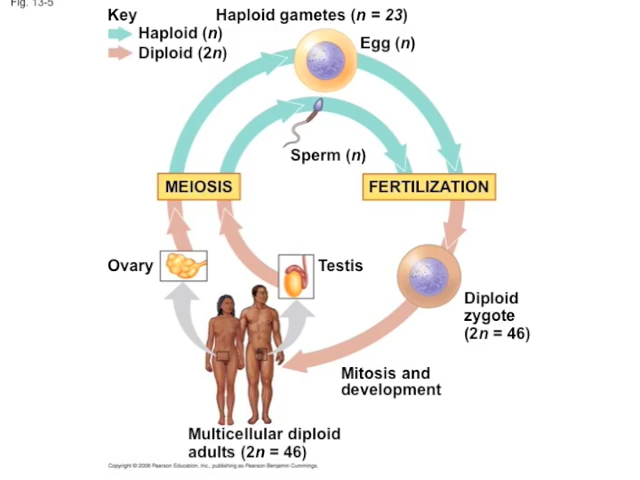 Fig. 13-5
Key
Haploid (n)
Diploid (2n)
Haploid gametes (n = 23)
Egg (n)
Sperm (n)
MEIOSIS
FERTILIZATION
Ovary
Testis
Diploid
zygote
(2n = 46)
Mitosis and
development
Multicellular diploid
adults (2n = 46)
Copyright © 2008 Pearson Education, Inc., publishing as Pearson Benjamin Cummings.